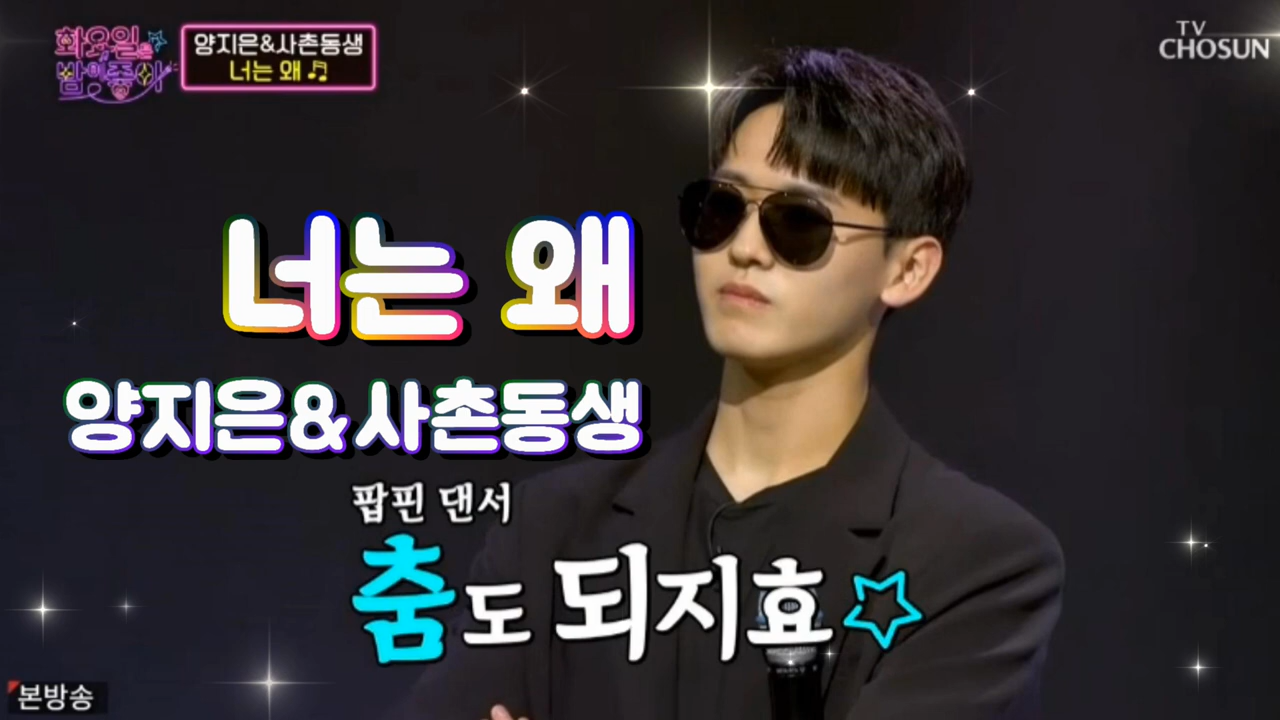 화요일은
밤이좋아
양지은&사촌동생
너는 왜 ♫
TV
CHOSUN
너는 왜
양지은&사촌동생
팝핀 댄서
춤도 되지효☆
본방송